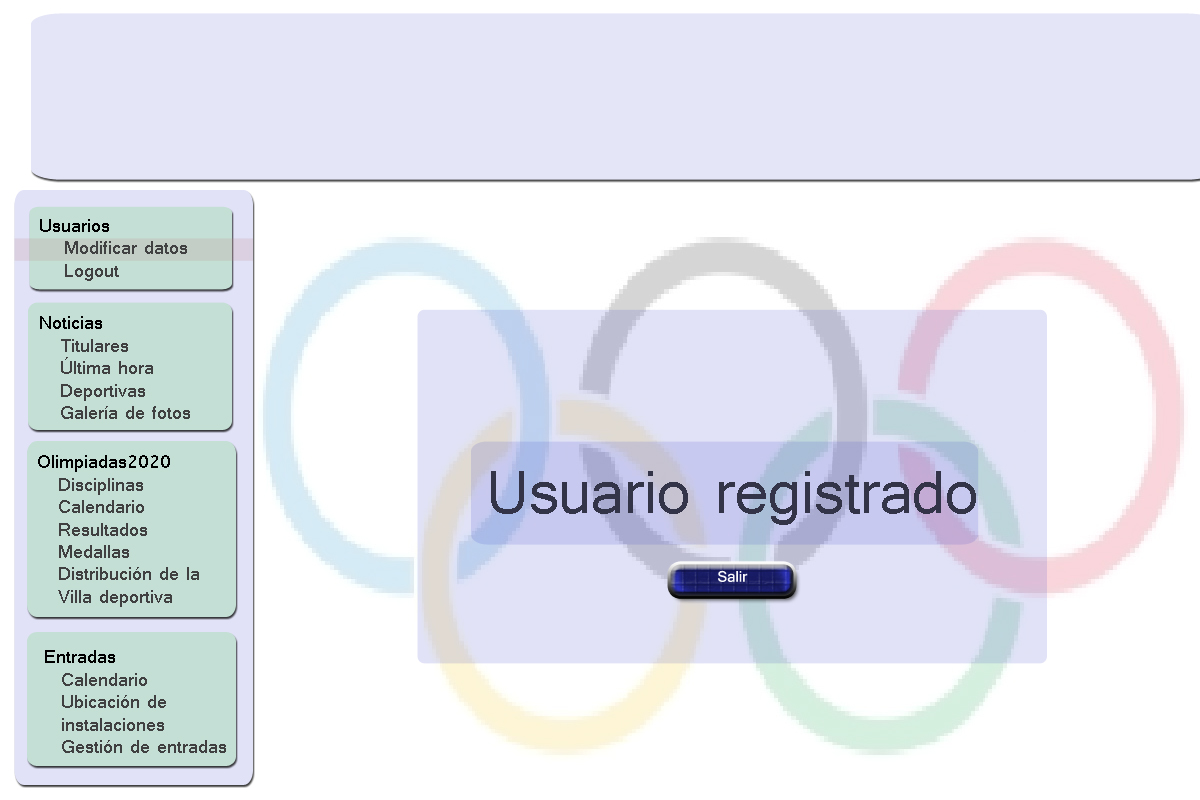 Usuarios
Modificar datos
Logout
Noticias
Titulares
Última hora
Deportivas
Galería de fotos
Olimpiadas2020
Disciplinas
Calendario
Resultados
Medallas
Distribución de la
Villa deportiva
Entradas
Calendario
Ubicación de
instalaciones
Gestión de entradas
Usuario registrado
Salir